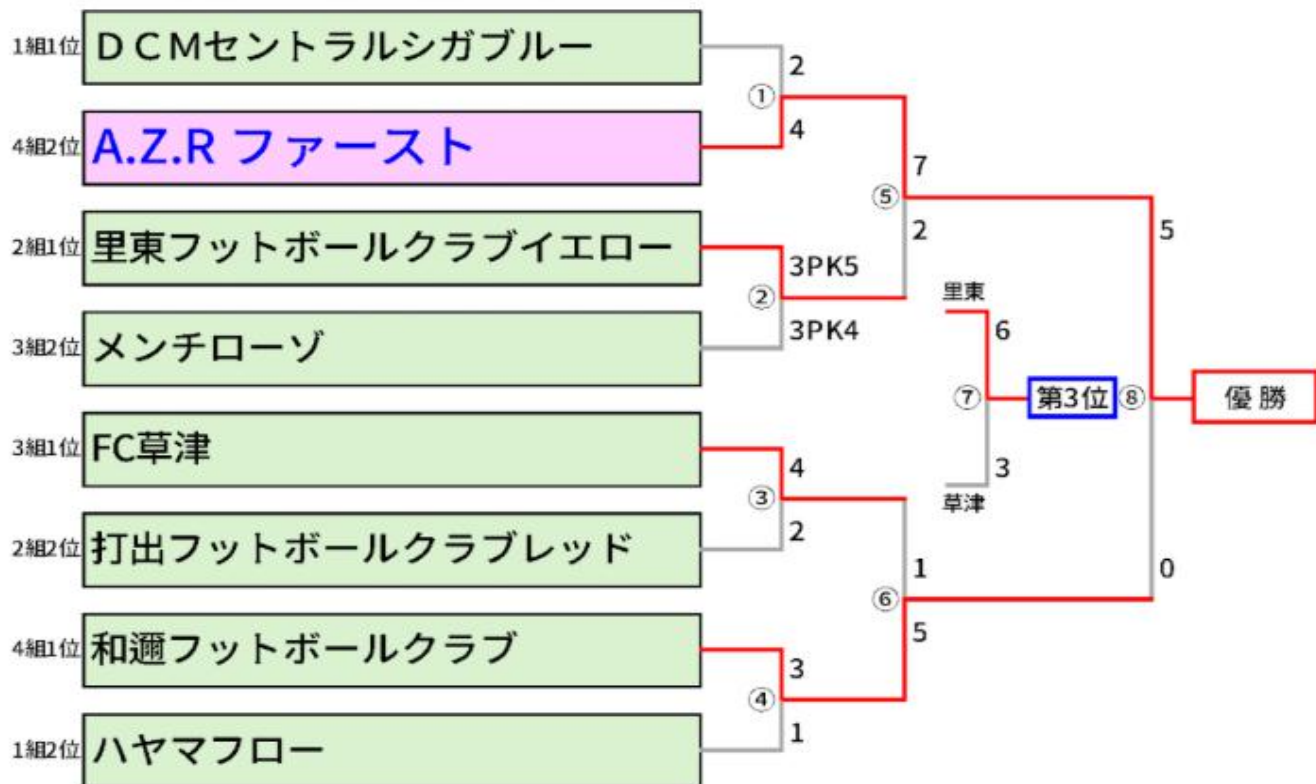 1組1位 ＤＣＭセントラルシガブルー
2
①
4組2位 A.Z.R ファースト
4
7
⑤
2組1位 里東フットボールクラブイエロー
2
5
3PK5
②
里東
3組2位 メンチローゾ
3PK4
6
⑦ 第3位 ⑧ 優勝
3組1位 FC草津
4
3
③
草津
2組2位 打出フットボールクラブレッド
2
1
0
⑥
4組1位 和邇フットボールクラブ
5
3
④
1組2位 ハヤマフロー
1